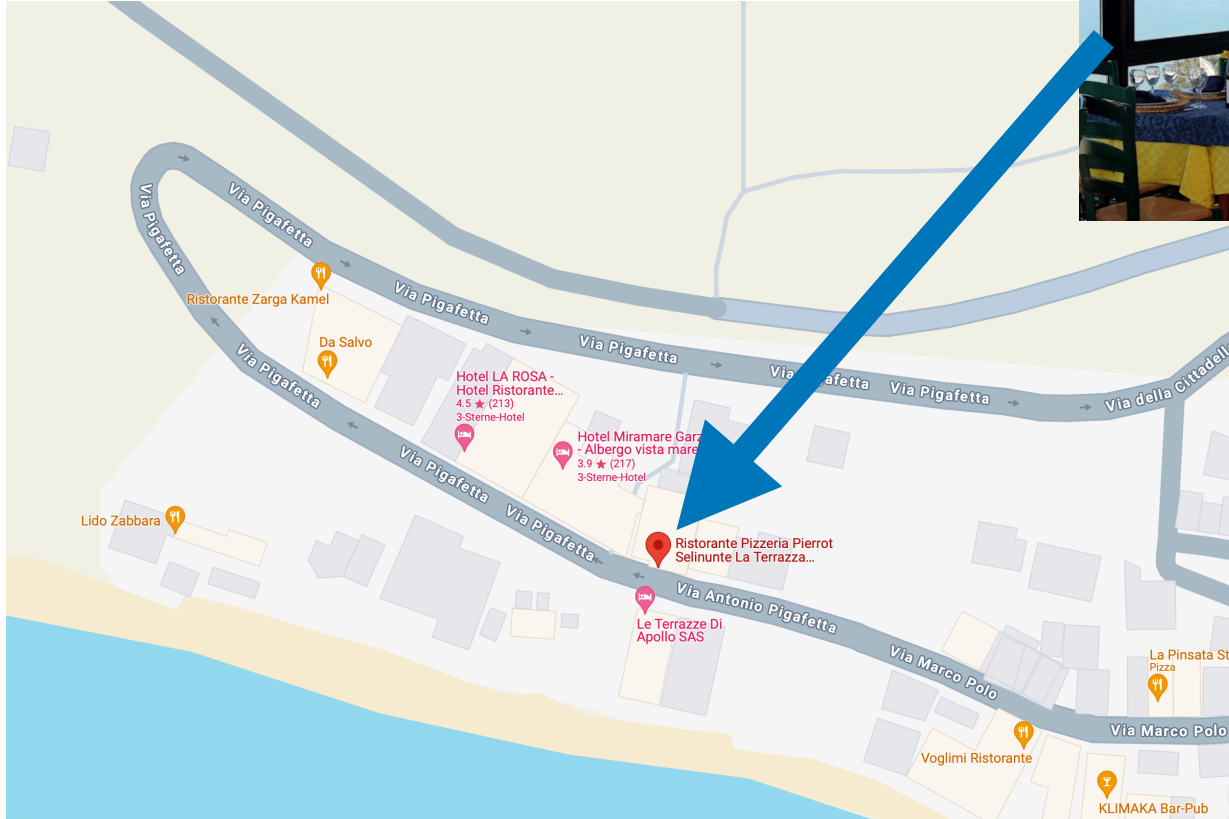 Via Pigafetta
Via Pigafetta
Ristorante Zarga Kamel
Via Pigafetta
Da Salvo
Via Pigafetta
Via Pigafetta
Via Pigafetta
Via della Cittadella
Via Pigafetta
Hotel LA ROSA -
Hotel Ristorante...
4.5 ★ (213)
3-Sterne-Hotel
Hotel Miramare
- Albergo vista mare
3.9 ★ (217)
3-Sterne-Hotel
Via Pigafetta
Via Pigafetta
Lido Zabbara
Ristorante Pizzeria Pierrot
Selinunte La Terrazza...
Via Antonio Pigafetta
Le Terrazze Di
Apollo SAS
Via Marco Polo
La Pinsata
Pizza
Via Marco Polo
Voglimi Ristorante
KLIMAKA Bar-Pub